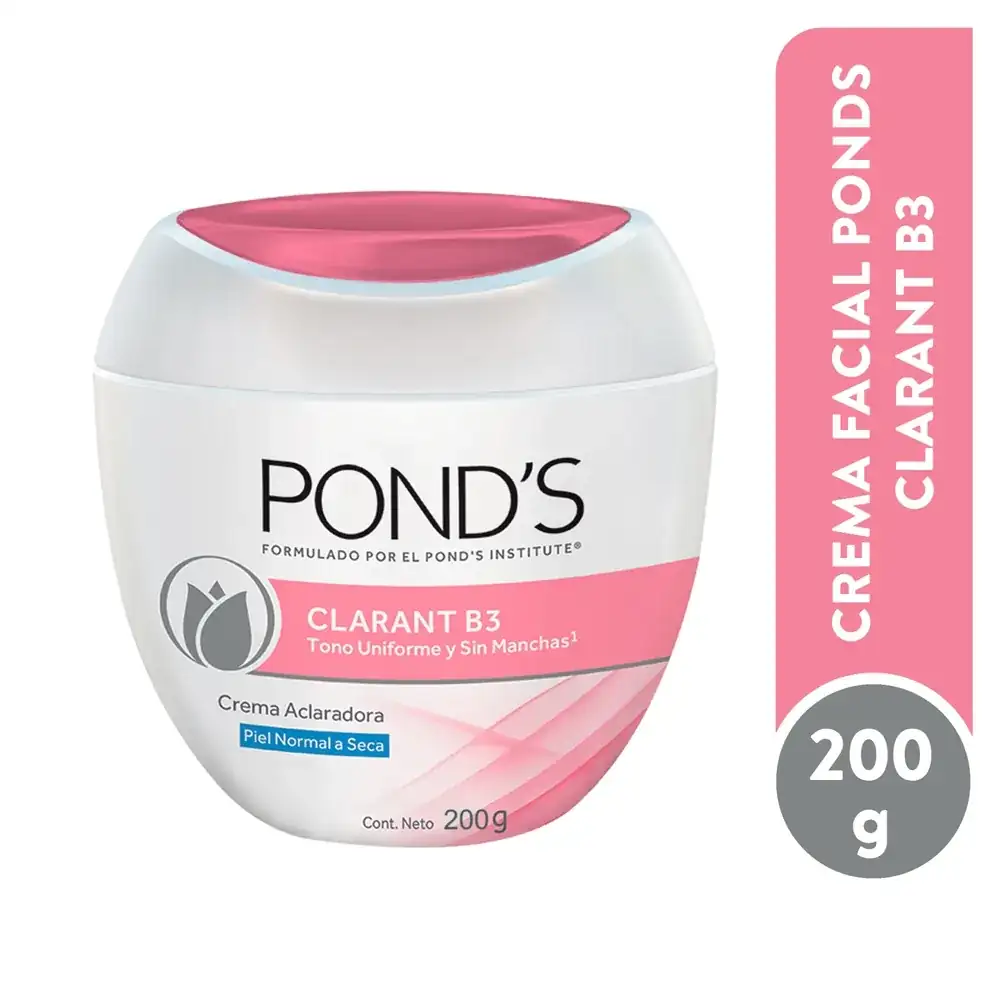 POND'S
FORMULADO POR EL POND'S INSTITUTE®
CLARANT B3
Tono Uniforme y Sin Manchas¹
Crema Aclaradora
Piel Normal a Seca
Cont. Neto 200g
CREMA FACIAL PONDS
CLARANT B3
200
g